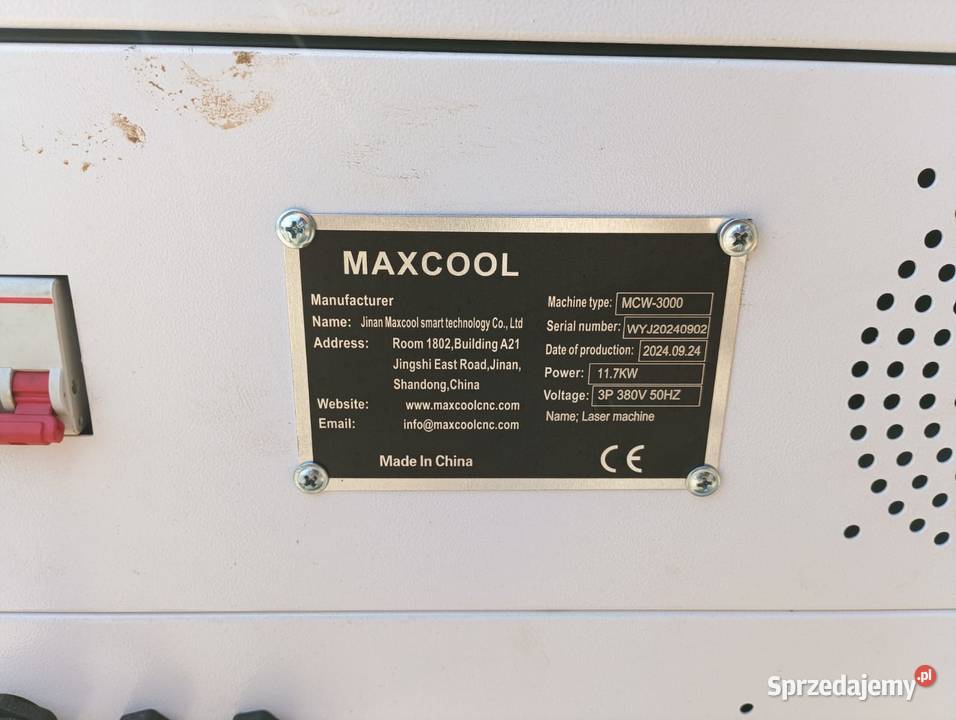 MAXCOOL
Manufacturer
Name: Jinan Maxcool smart technology Co., Ltd
Address: Room 1802,Building A21
Jingshi East Road,Jinan,
Shandong,China
Website: www.maxcoolcnc.com
Email: info@maxcoolcnc.com
Made In China
Machine type: MCW-3000
Serial number: WYJ20240902
Date of production: 2024.09.24
Power: 11.7KW
Voltage: 3P 380V 50HZ
Name; Laser machine
CE
Sprzedajemy.pl